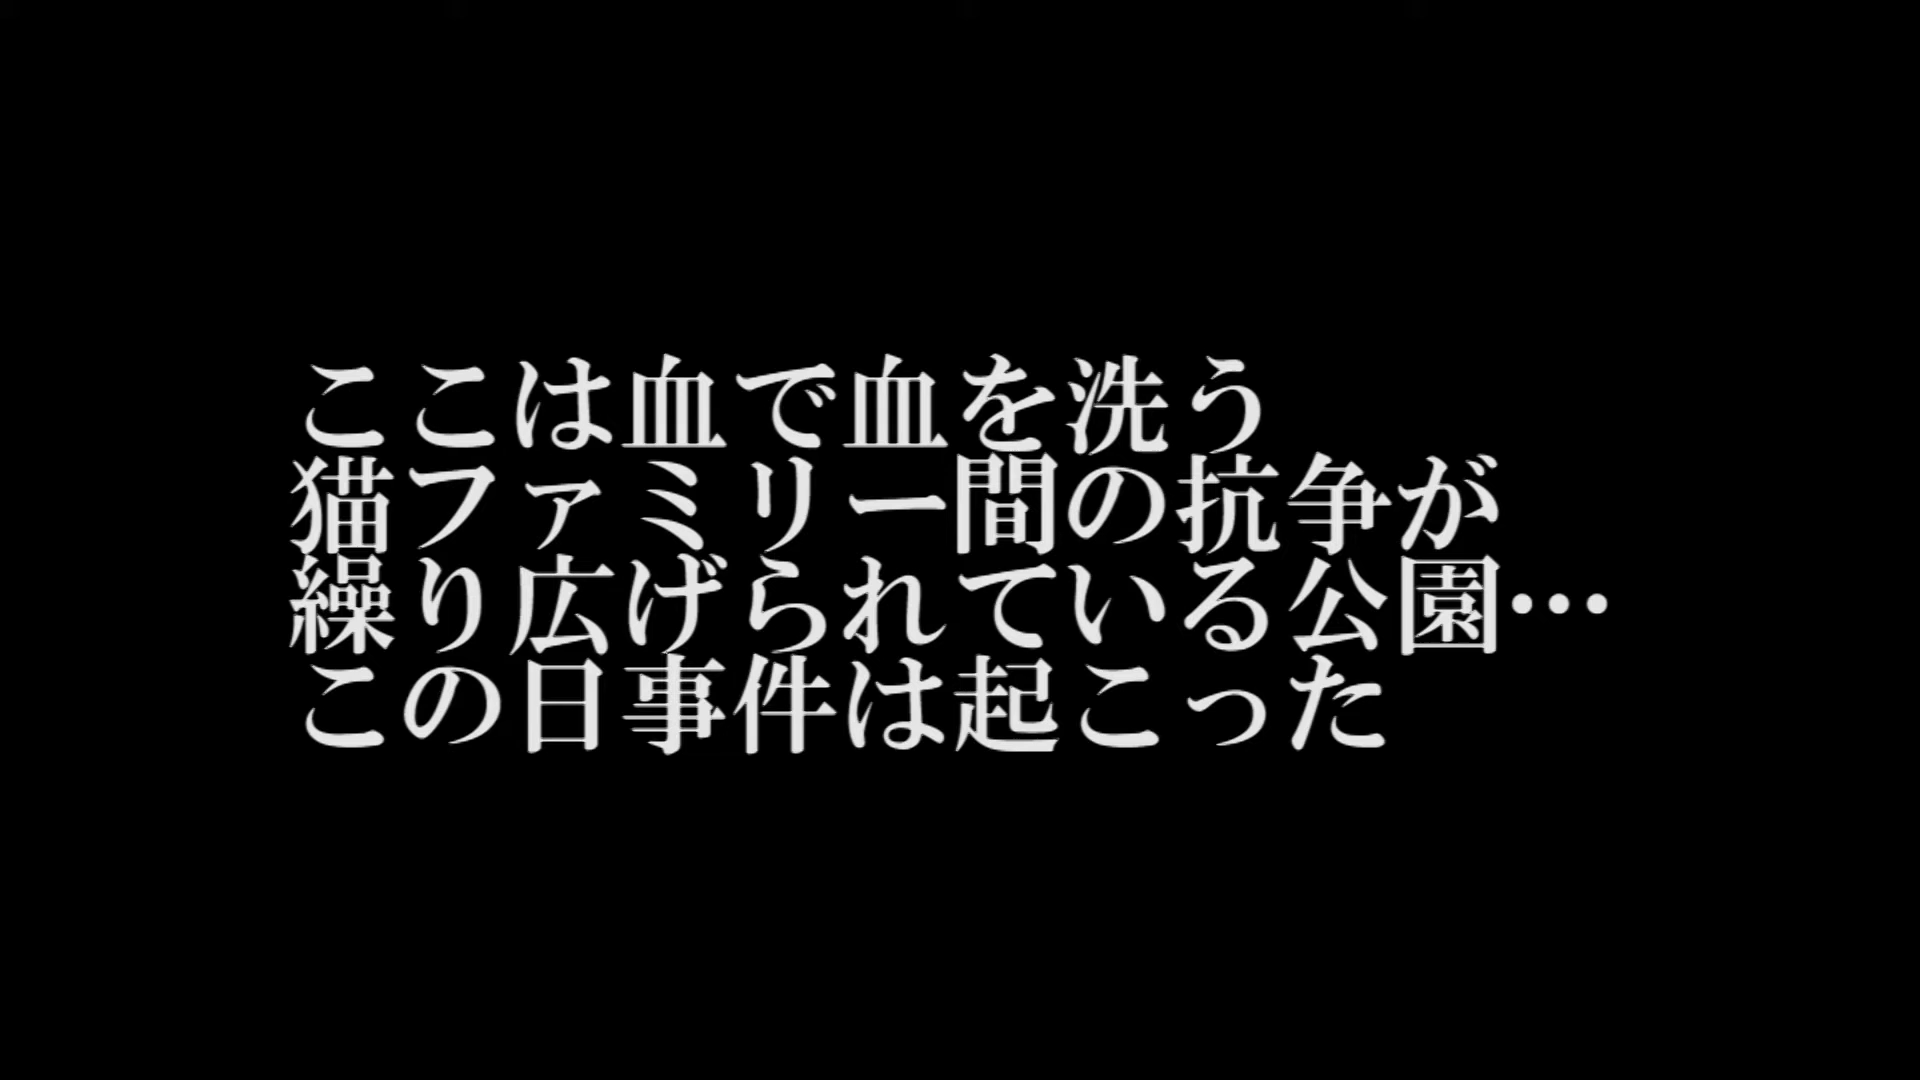 ここは血で血を洗う
猫ファミリー間の抗争が
繰り広げられている公園…
この日事件は起こった